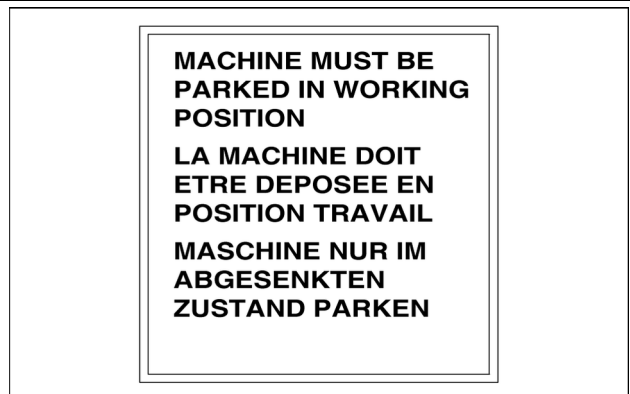 MACHINE MUST BE
PARKED IN WORKING
POSITION
LA MACHINE DOIT
ETRE DEPOSEE EN
POSITION TRAVAIL
MASCHINE NUR IM
ABGESENKTEN
ZUSTAND PARKEN